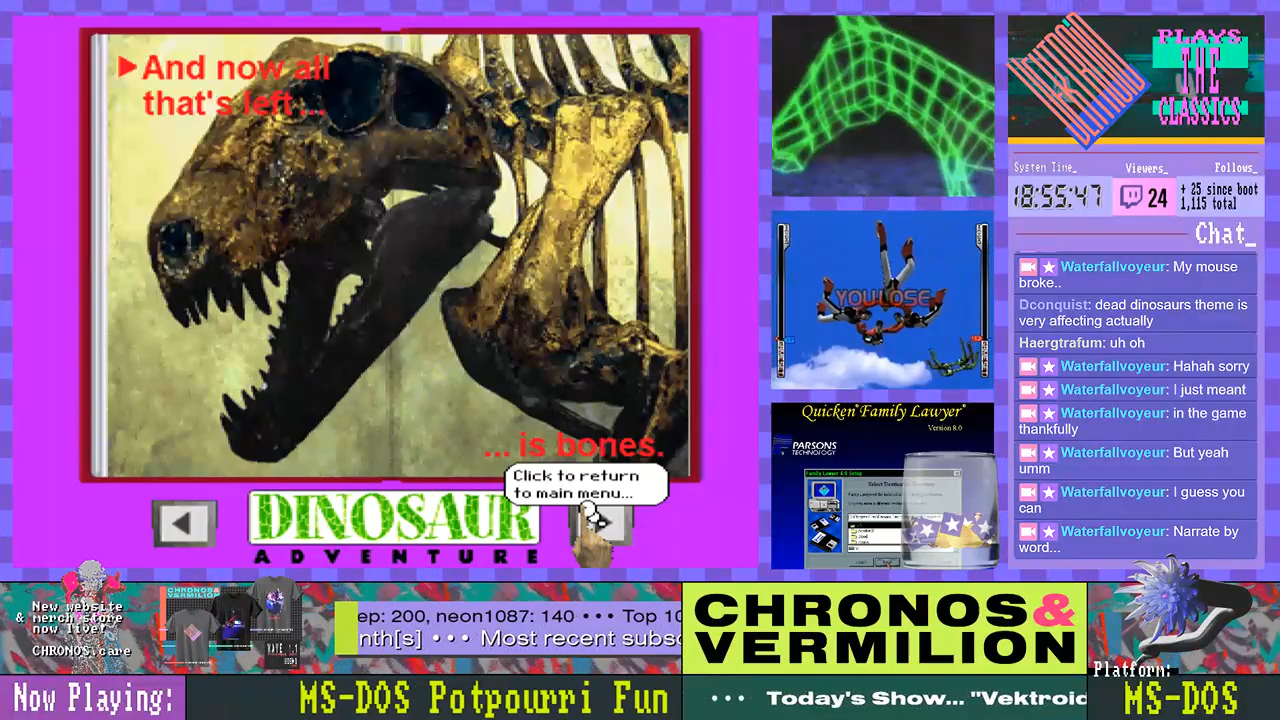 And now all
that's left ...
... is bones.
Click to return
to main menu...
DINOSAUR
ADVENTURE
YOU LOSE
Quicken Family Lawyer
Version 8.0
PARSONS
TECHNOLOGY
VEKTROID
PLAYS
THE
CLASSICS
System Time_
Viewers_
Follows_
18:55:47
24
+ 25 since boot
1,115 total
Chat_
Waterfallvoyeur: My mouse
broke..
Dconquist: dead dinosaurs theme is
very affecting actually
Haergtrafum: uh oh
Waterfallvoyeur: Hahah sorry
Waterfallvoyeur: I just meant
Waterfallvoyeur: in the game
thankfully
Waterfallvoyeur: But yeah
umm
Waterfallvoyeur: I guess you
can
Waterfallvoyeur: Narrate by
word...
New website
& merch store
now live!
CHRONOS.care
CHRONOS&
VERMILION
ep: 200, neon1087: 140 ••• Top 10
nth[s] ••• Most recent subs
CHRONOS&
VERMILION
Platform:
Now Playing:
MS-DOS Potpourri Fun
••• Today's Show... "Vektroid
MS-DOS